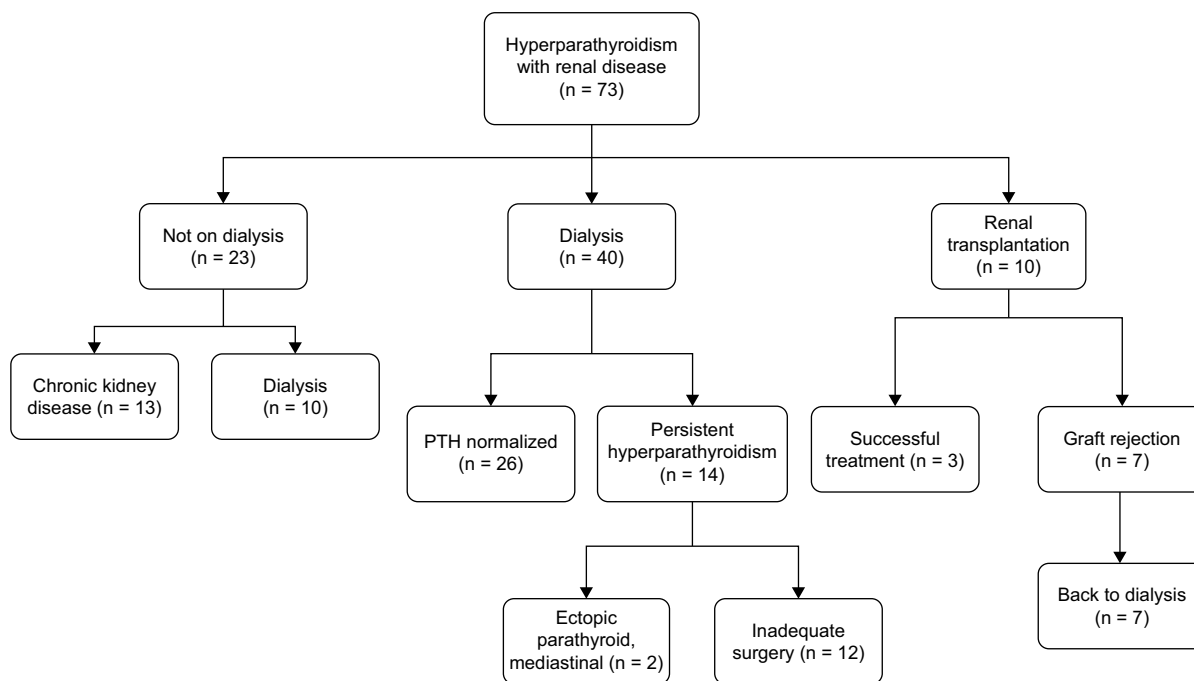 Hyperparathyroidism
with renal disease
(n = 73)
Not on dialysis
(n = 23)
Dialysis
(n = 40)
Renal
transplantation
(n = 10)
Chronic kidney
disease (n = 13)
Dialysis
(n = 10)
PTH normalized
(n = 26)
Persistent
hyperparathyroidism
(n = 14)
Successful
treatment (n = 3)
Graft rejection
(n = 7)
Ectopic
parathyroid,
mediastinal (n = 2)
Inadequate
surgery (n = 12)
Back to dialysis
(n = 7)